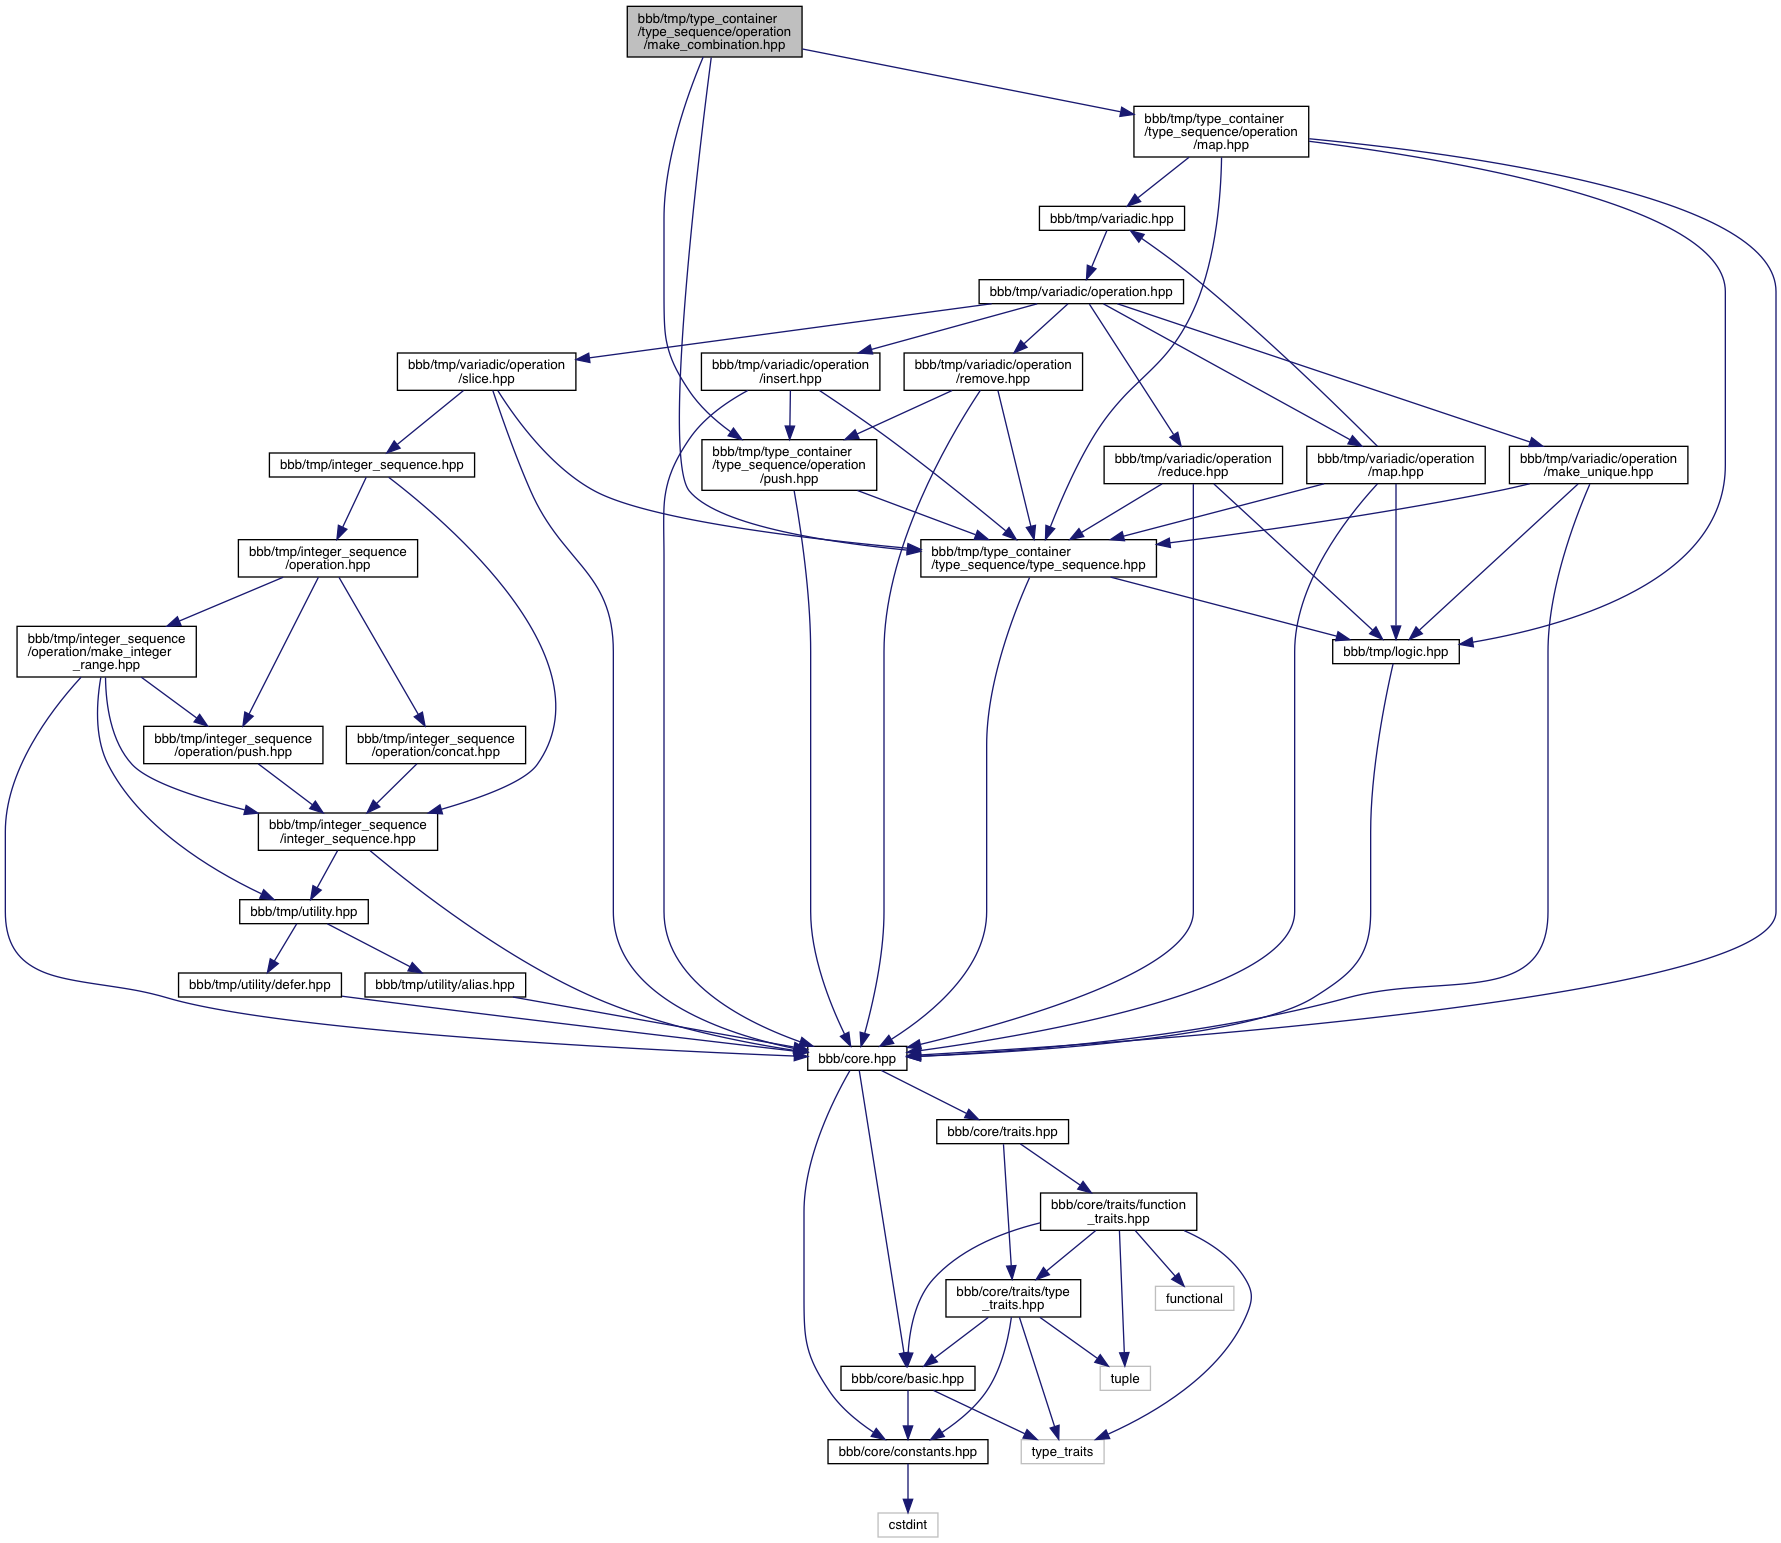 bbb/tmp/type_container
/type_sequence/operation
/make_combination.hpp
bbb/tmp/type_container
/type_sequence/operation
/map.hpp
bbb/tmp/variadic.hpp
bbb/tmp/variadic/operation.hpp
bbb/tmp/variadic/operation
/slice.hpp
bbb/tmp/variadic/operation
/insert.hpp
bbb/tmp/variadic/operation
/remove.hpp
bbb/tmp/integer_sequence.hpp
bbb/tmp/type_container
/type_sequence/operation
/push.hpp
bbb/tmp/variadic/operation
/reduce.hpp
bbb/tmp/variadic/operation
/map.hpp
bbb/tmp/variadic/operation
/make_unique.hpp
bbb/tmp/integer_sequence
/operation.hpp
bbb/tmp/type_container
/type_sequence/type_sequence.hpp
bbb/tmp/integer_sequence
/operation/make_integer
_range.hpp
bbb/tmp/logic.hpp
bbb/tmp/integer_sequence
/operation/push.hpp
bbb/tmp/integer_sequence
/operation/concat.hpp
bbb/tmp/integer_sequence
/integer_sequence.hpp
bbb/tmp/utility.hpp
bbb/tmp/utility/defer.hpp
bbb/tmp/utility/alias.hpp
bbb/core.hpp
bbb/core/traits.hpp
bbb/core/traits/function
_traits.hpp
bbb/core/traits/type
_traits.hpp
functional
bbb/core/basic.hpp
tuple
bbb/core/constants.hpp
type_traits
cstdint